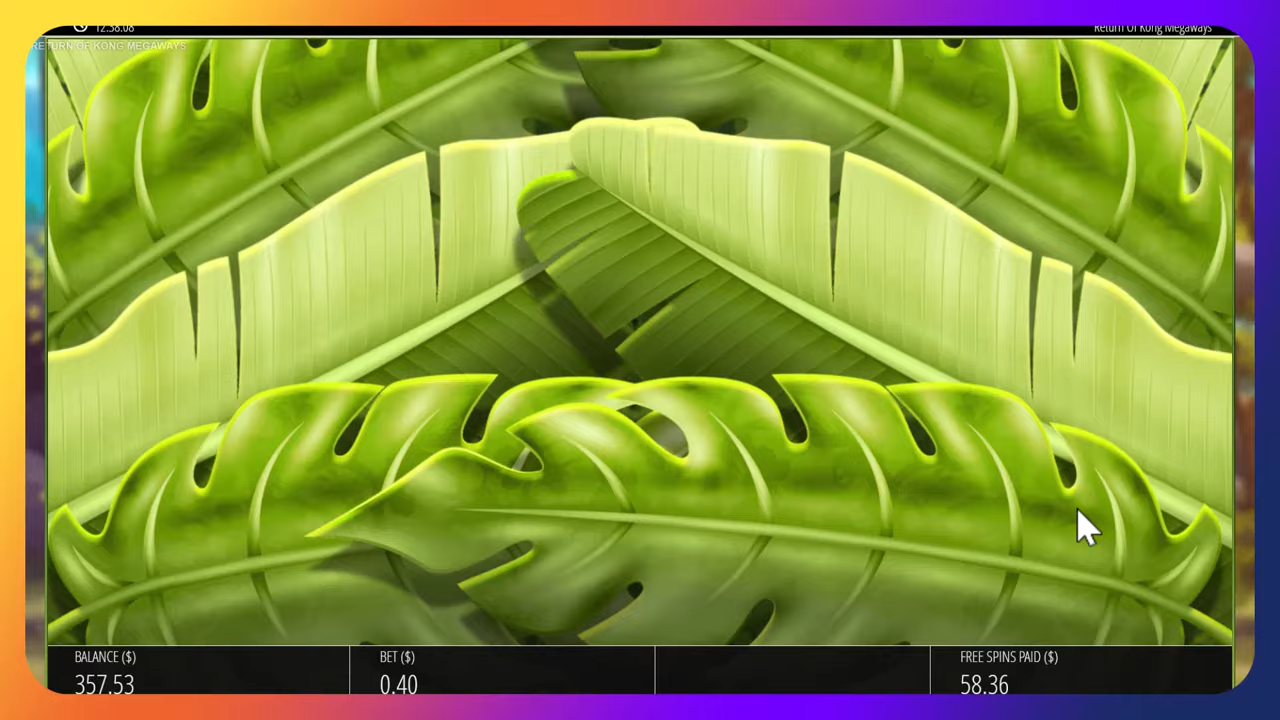 12:38:08
Return Of Kong Megaways
RETURN OF KONG MEGAWAYS
BALANCE ($)
BET ($)
FREE SPINS PAID ($)
357.53
0.40
58.36